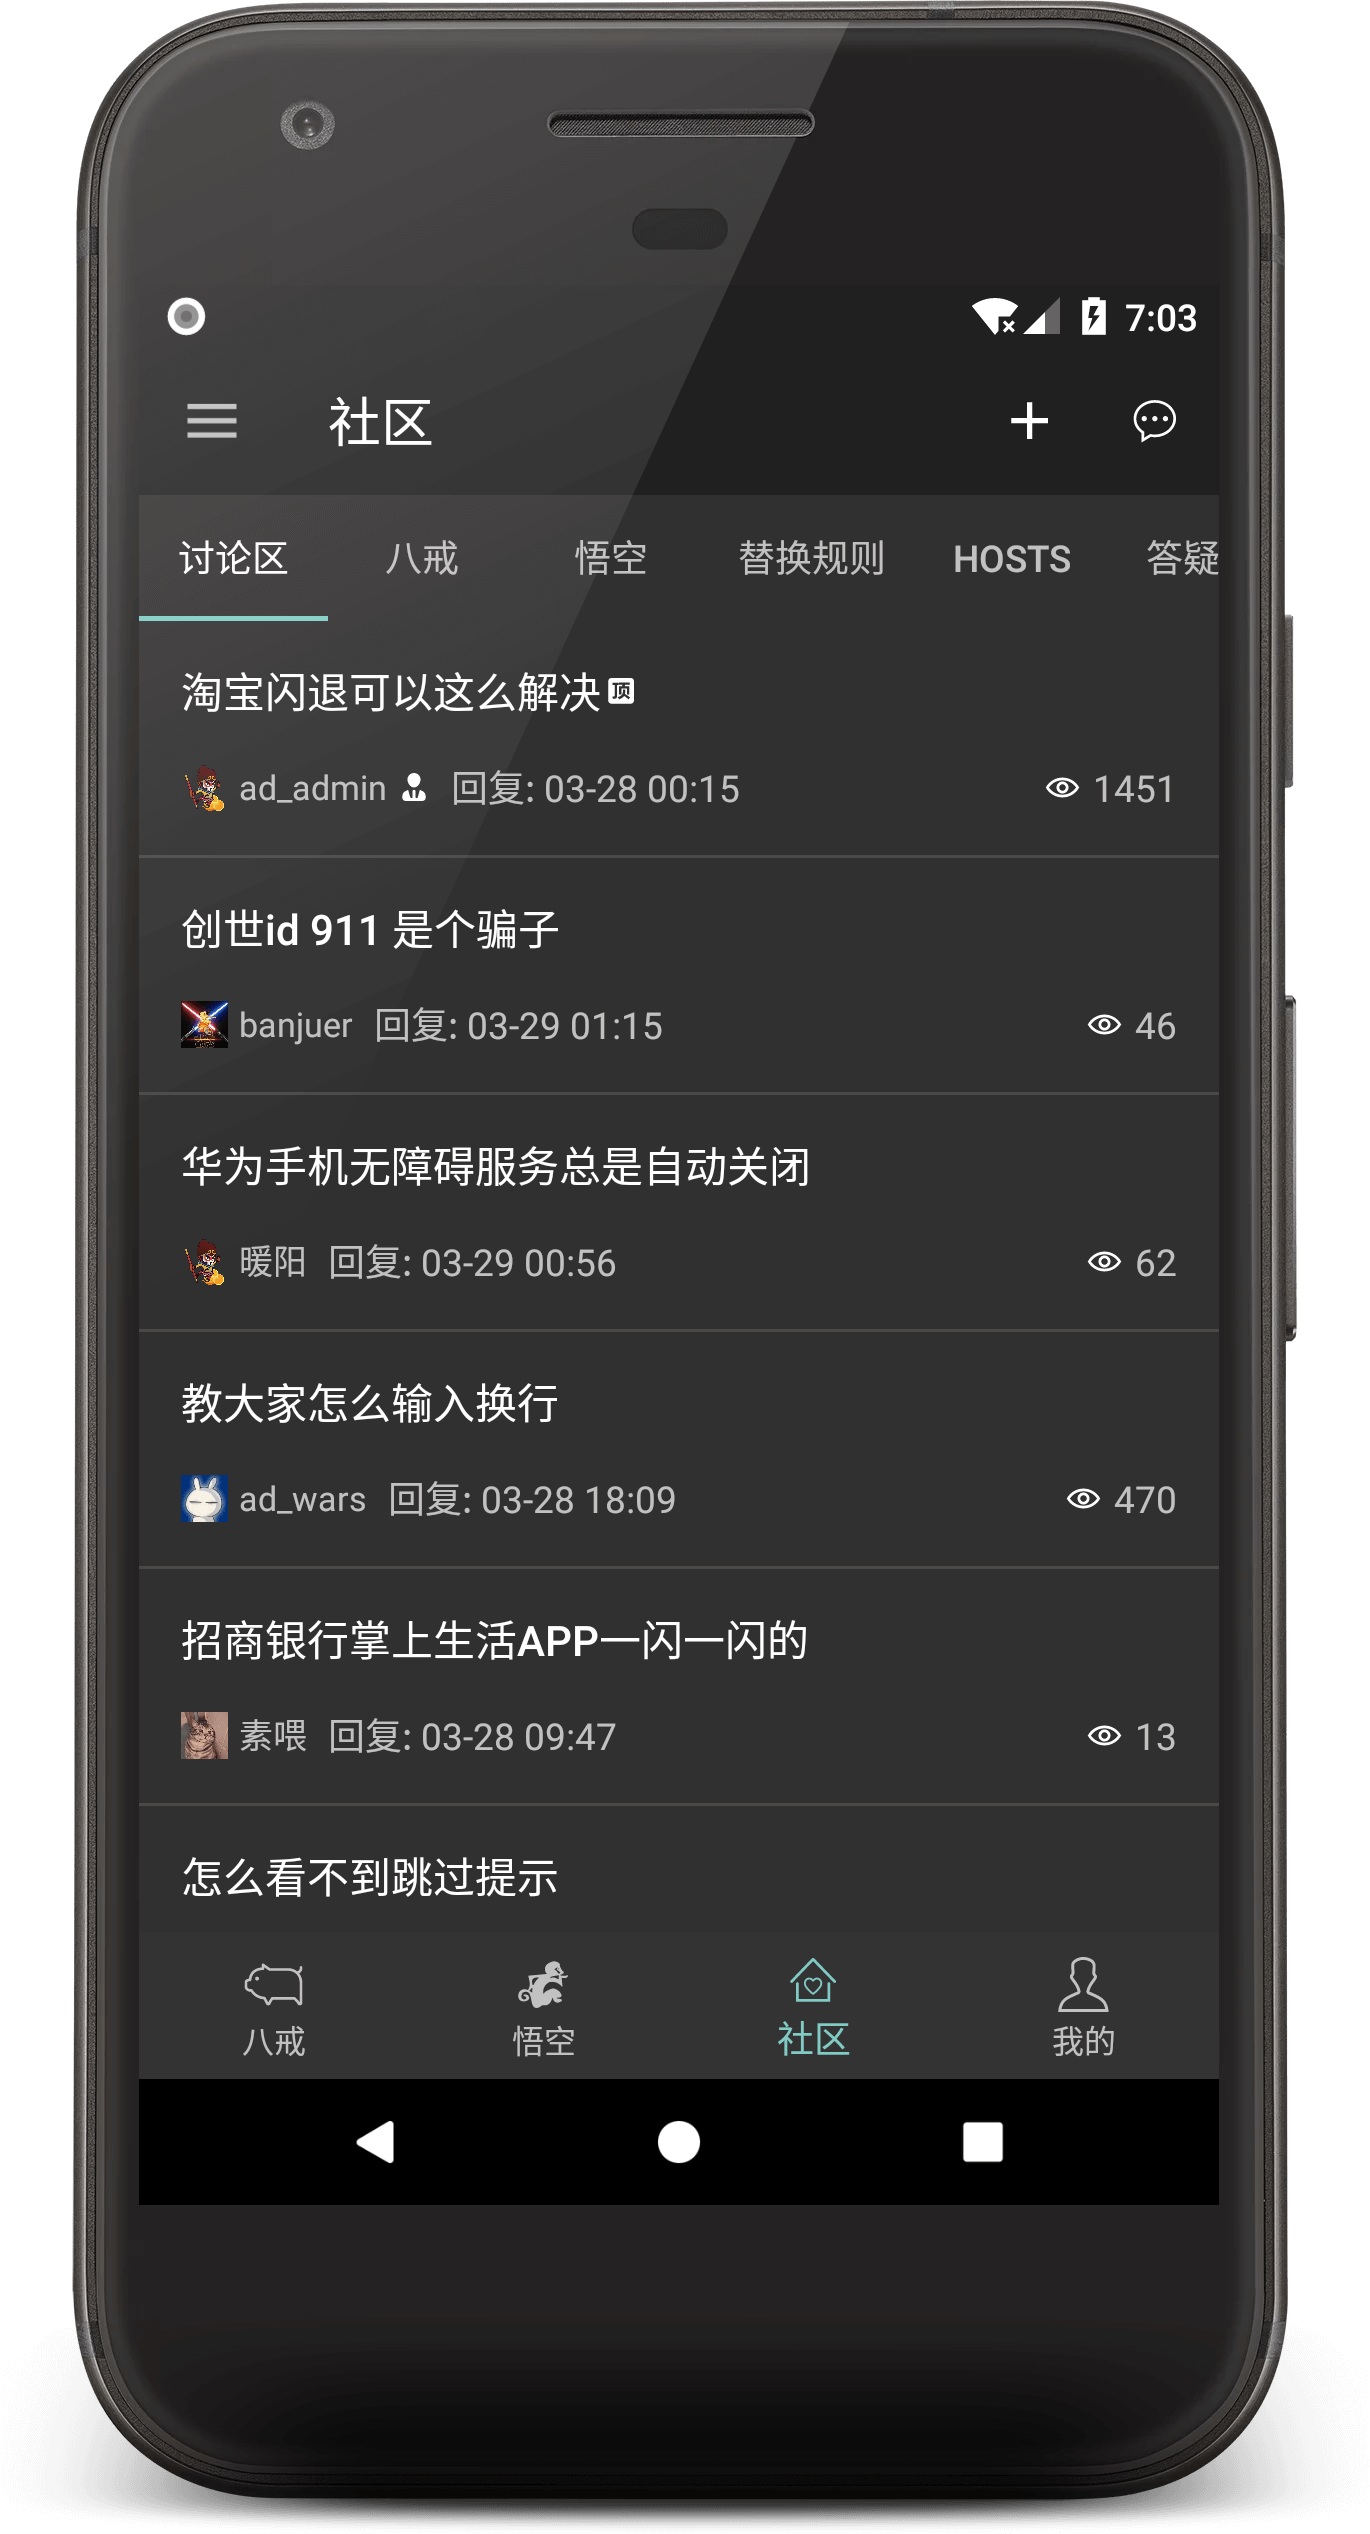 7:03
社区
讨论区 八戒 悟空 替换规则 HOSTS 答疑
淘宝闪退可以这么解决 顶
ad_admin 回复: 03-28 00:15 1451
创世id 911 是个骗子
banjuer 回复: 03-29 01:15 46
华为手机无障碍服务总是自动关闭
暖阳 回复: 03-29 00:56 62
教大家怎么输入换行
ad_wars 回复: 03-28 18:09 470
招商银行掌上生活APP一闪一闪的
素喂 回复: 03-28 09:47 13
怎么看不到跳过提示
八戒 悟空 社区 我的